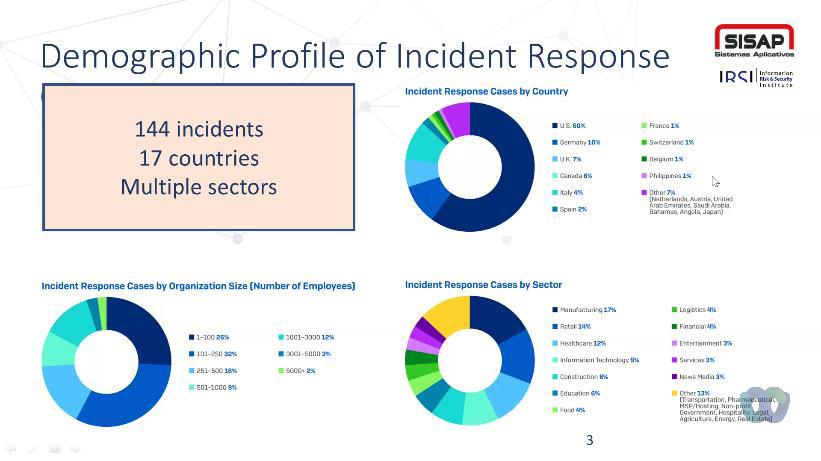 Demographic Profile of Incident Response
SISAP
Sistemas Aplicativos
IRSI Information
Risk & Security
Institute
144 incidents
17 countries
Multiple sectors
Incident Response Cases by Country
U.S. 60%
Germany 10%
U.K. 7%
Canada 6%
Italy 4%
Spain 2%
France 1%
Switzerland 1%
Belgium 1%
Philippines 1%
Other 7%
(Netherlands, Austria, United
Arab Emirates, Saudi Arabia,
Bahamas, Angola, Japan)
Incident Response Cases by Organization Size (Number of Employees)
1–100 26%
101–250 32%
251–500 16%
501–1000 9%
1001–3000 12%
3001–5000 3%
5000+ 2%
Incident Response Cases by Sector
Manufacturing 17%
Retail 14%
Healthcare 12%
Information Technology 9%
Construction 8%
Education 6%
Food 4%
Logistics 4%
Financial 4%
Entertainment 3%
Services 3%
News Media 3%
Other 13%
(Transportation, Pharmaceutical,
MSP/Hosting, Non-profit,
Government, Hospitality, Legal,
Agriculture, Energy, Real Estate)
3